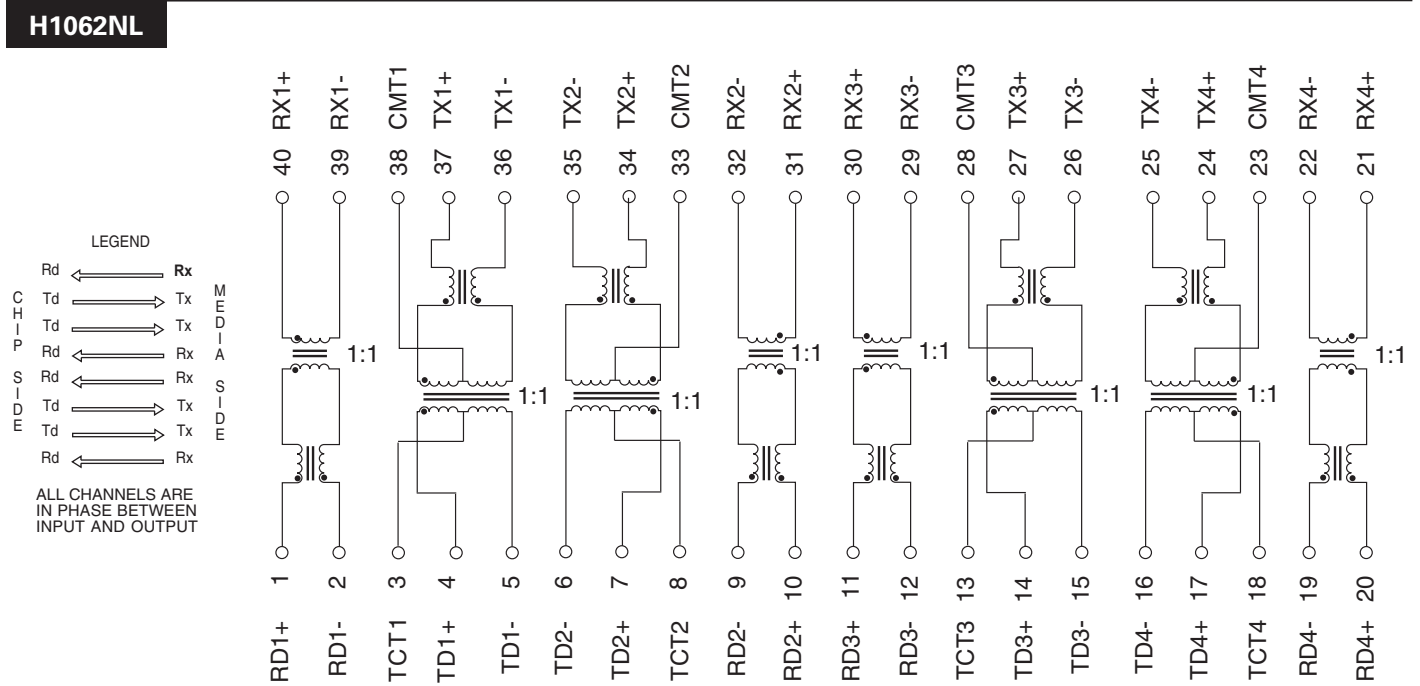 H1062NL
RX1+ RX1- CMT1 TX1+ TX1- TX2- TX2+ CMT2 RX2- RX2+ RX3+ RX3- CMT3 TX3+ TX3- TX4- TX4+ CMT4 RX4- RX4+
40 39 38 37 36 35 34 33 32 31 30 29 28 27 26 25 24 23 22 21
LEGEND
CHIP SIDE
MEDIA SIDE
Rd Rx
Td Tx
Td Tx
Rd Rx
Rd Rx
Td Tx
Td Tx
Rd Rx
ALL CHANNELS ARE
IN PHASE BETWEEN
INPUT AND OUTPUT
1:1 1:1 1:1 1:1 1:1 1:1 1:1 1:1
1 2 3 4 5 6 7 8 9 10 11 12 13 14 15 16 17 18 19 20
RD1+ RD1- TCT1 TD1+ TD1- TD2- TD2+ TCT2 RD2- RD2+ RD3+ RD3- TCT3 TD3+ TD3- TD4- TD4+ TCT4 RD4- RD4+